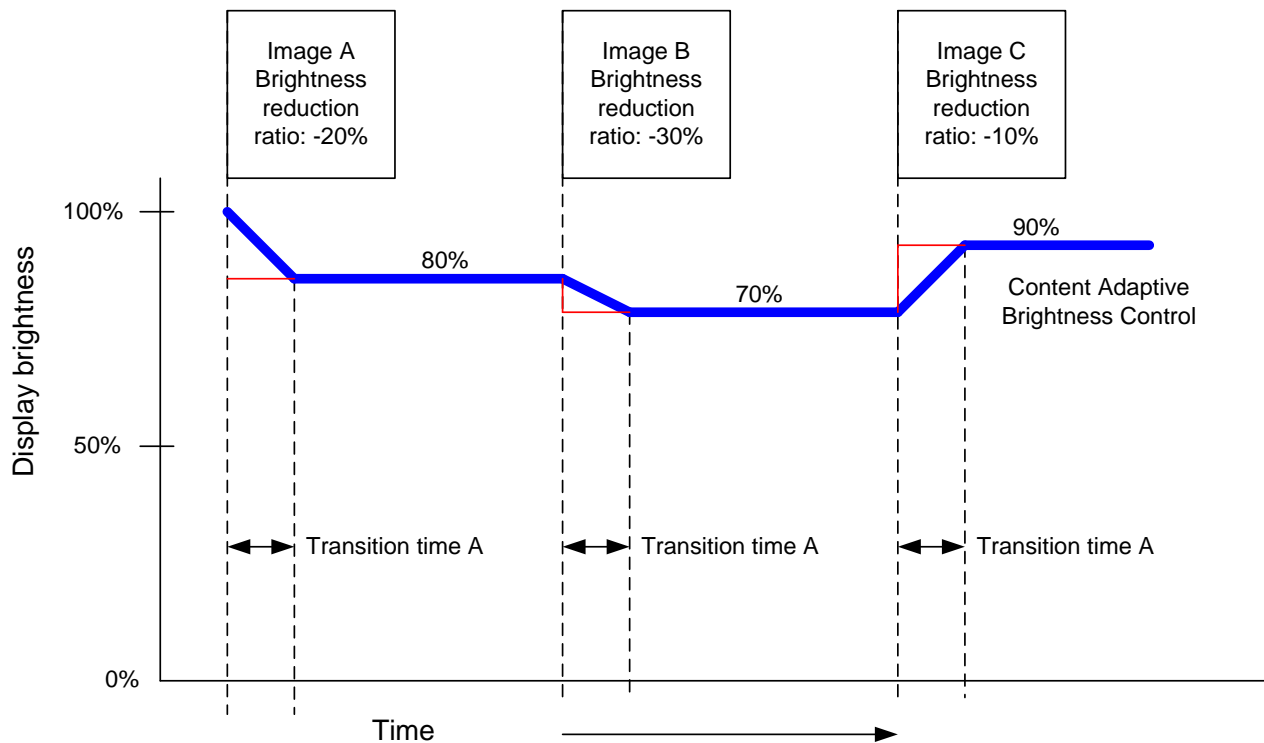 Image A
Brightness
reduction
ratio: -20%
Image B
Brightness
reduction
ratio: -30%
Image C
Brightness
reduction
ratio: -10%
100%
80%
70%
90%
Content Adaptive
Brightness Control
Display brightness
50%
Transition time A
Transition time A
Transition time A
0%
Time